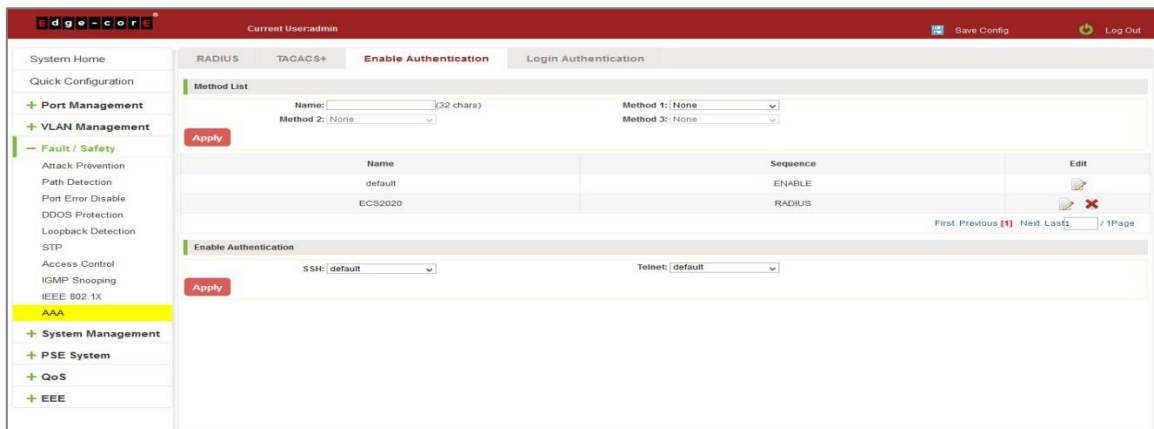 Edge-corE
Current User:admin
Save Config
Log Out
System Home
Quick Configuration
+ Port Management
+ VLAN Management
− Fault / Safety
Attack Prevention
Path Detection
Port Error Disable
DDOS Protection
Loopback Detection
STP
Access Control
IGMP Snooping
IEEE 802.1X
AAA
+ System Management
+ PSE System
+ QoS
+ EEE
RADIUS TACACS+ Enable Authentication Login Authentication
Method List
Name: (32 chars) Method 1: None
Method 2: None Method 3: None
Apply
Name Sequence Edit
default ENABLE
ECS2020 RADIUS
First Previous [1] Next Last 1 / 1Page
Enable Authentication
SSH: default Telnet: default
Apply